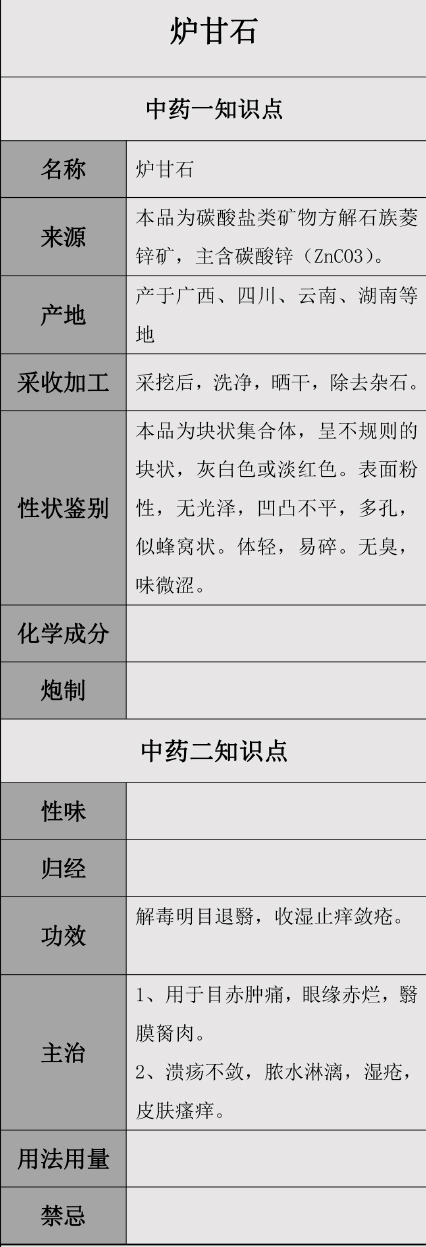 炉甘石
中药一知识点
名称
炉甘石
来源
本品为碳酸盐类矿物方解石族菱
锌矿，主含碳酸锌（ZnCO3）。
产地
产于广西、四川、云南、湖南等
地
采收加工
采挖后，洗净，晒干，除去杂石。
性状鉴别
本品为块状集合体，呈不规则的
块状，灰白色或淡红色。表面粉
性，无光泽，凹凸不平，多孔，
似蜂窝状。体轻，易碎。无臭，
味微涩。
化学成分
炮制
中药二知识点
性味
归经
功效
解毒明目退翳，收湿止痒敛疮。
主治
1、用于目赤肿痛，眼缘赤烂，翳
膜胬肉。
2、溃疡不敛，脓水淋漓，湿疮，
皮肤瘙痒。
用法用量
禁忌